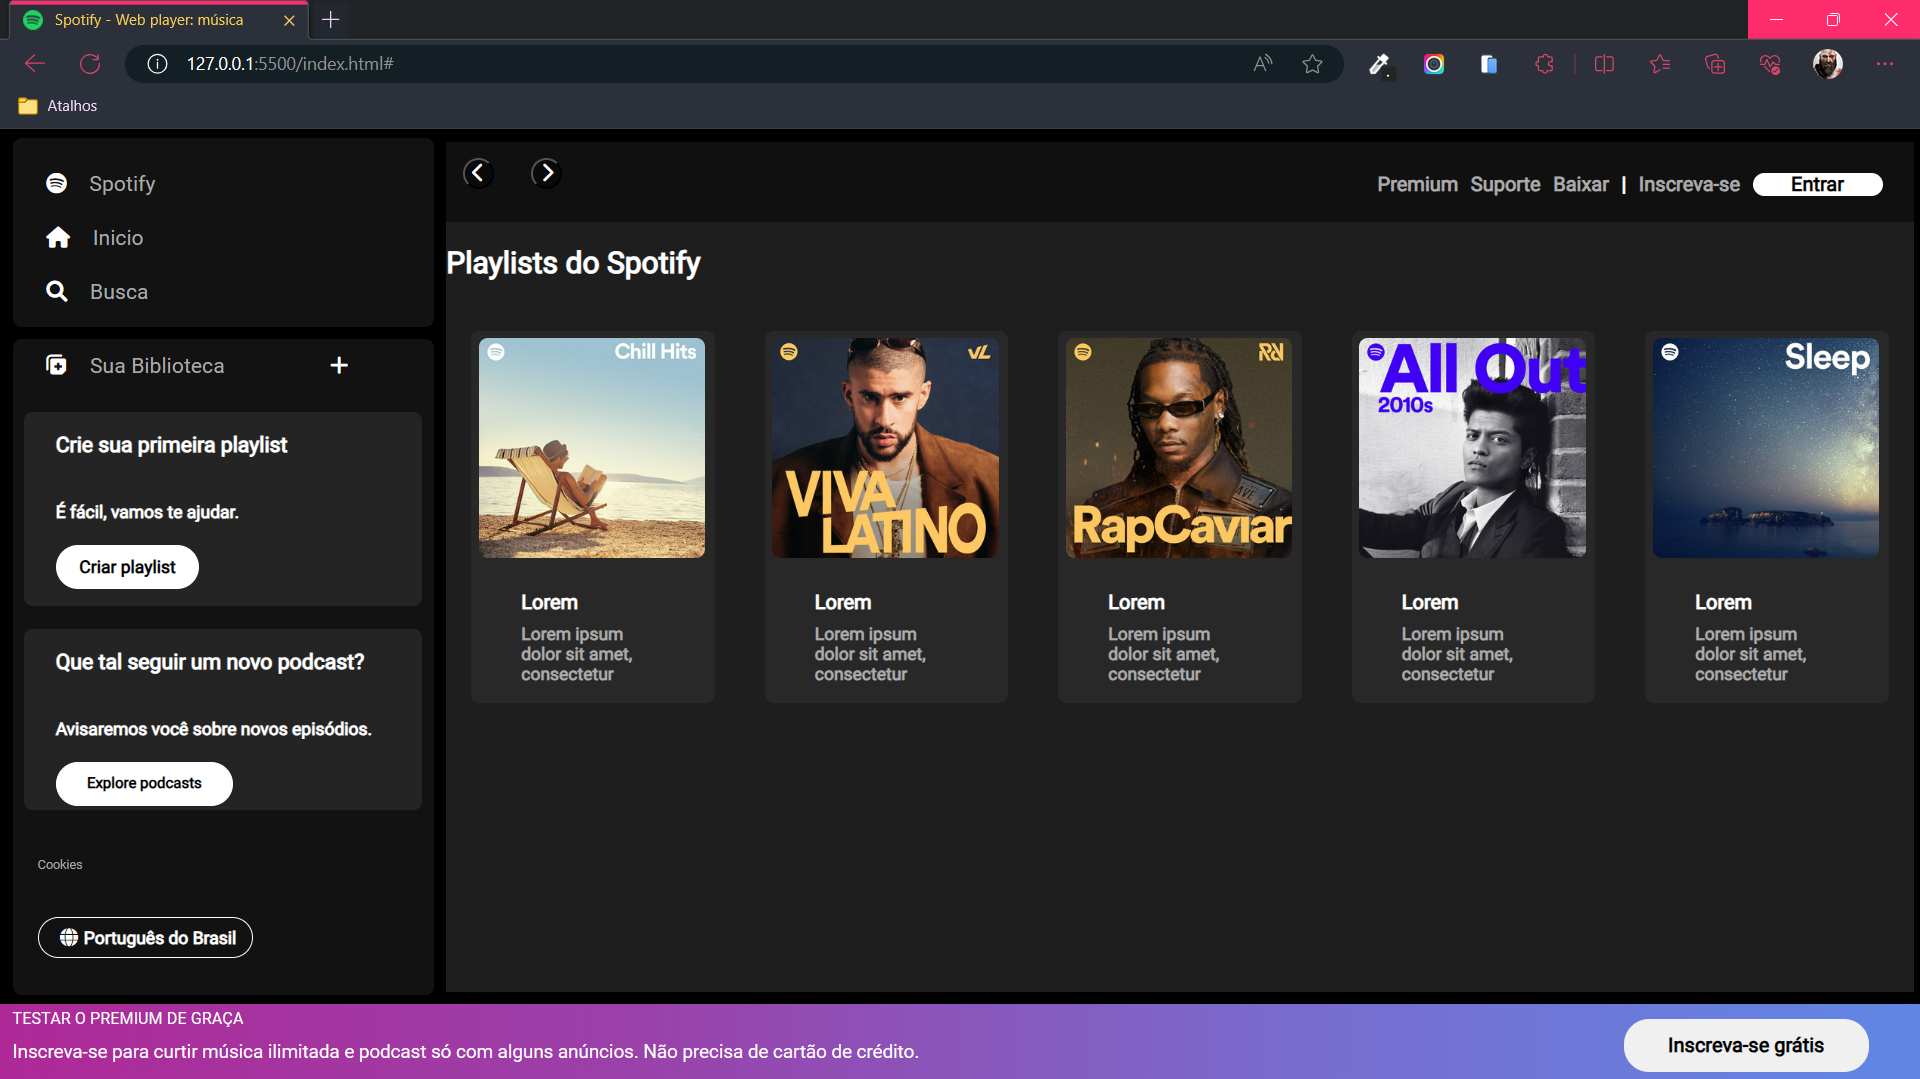 Spotify - Web player: música
127.0.0.1:5500/index.html#
Atalhos
Spotify
Inicio
Busca
Sua Biblioteca
Crie sua primeira playlist
É fácil, vamos te ajudar.
Criar playlist
Que tal seguir um novo podcast?
Avisaremos você sobre novos episódios.
Explore podcasts
Cookies
Português do Brasil
Premium Suporte Baixar | Inscreva-se Entrar
Playlists do Spotify
Chill Hits
Lorem
Lorem ipsum
dolor sit amet,
consectetur
VL
VIVA
LATINO
Lorem
Lorem ipsum
dolor sit amet,
consectetur
RapCaviar
Lorem
Lorem ipsum
dolor sit amet,
consectetur
All Out
2010s
Lorem
Lorem ipsum
dolor sit amet,
consectetur
Sleep
Lorem
Lorem ipsum
dolor sit amet,
consectetur
TESTAR O PREMIUM DE GRAÇA
Inscreva-se para curtir música ilimitada e podcast só com alguns anúncios. Não precisa de cartão de crédito.
Inscreva-se grátis